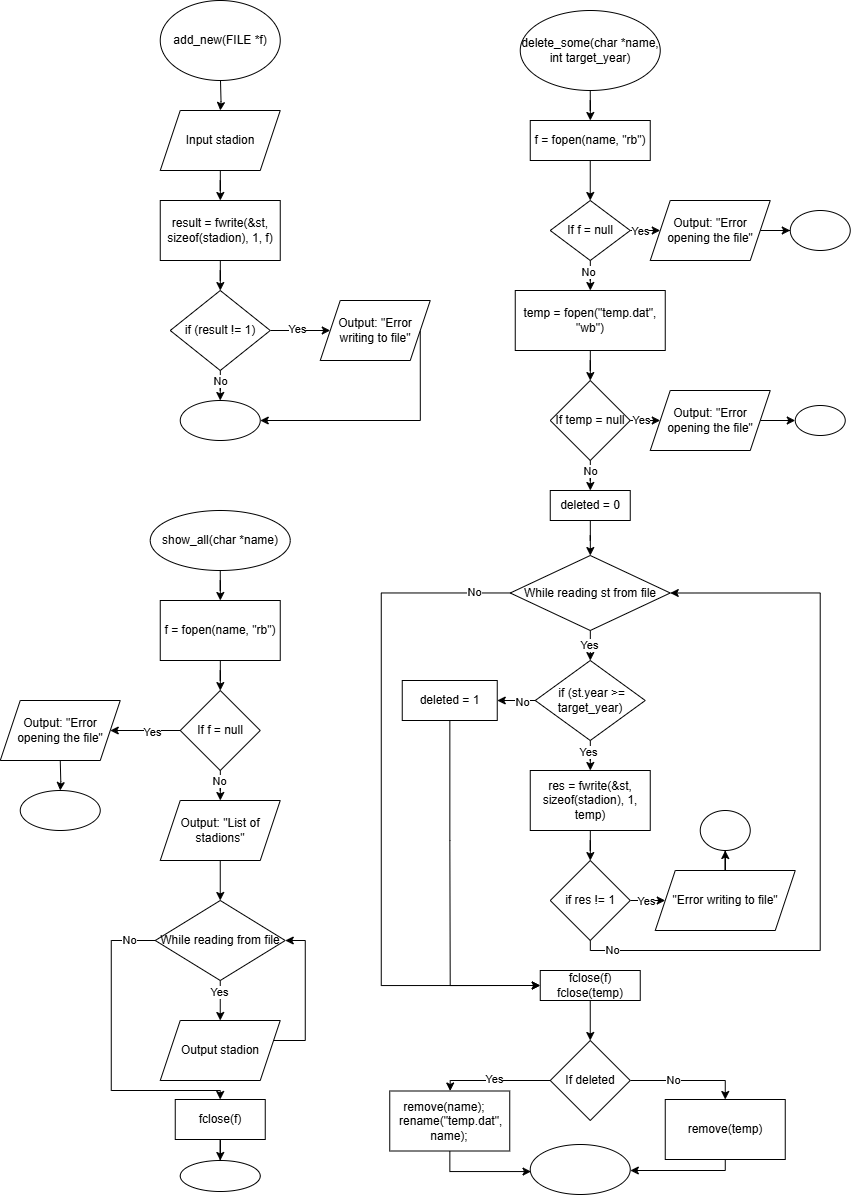 add_new(FILE *f)
Input stadion
result = fwrite(&st,
sizeof(stadion), 1, f)
if (result != 1)
Yes
Output: "Error
writing to file"
No
show_all(char *name)
f = fopen(name, "rb")
If f = null
Yes
Output: "Error
opening the file"
No
Output: "List of
stadions"
While reading from file
No
Yes
Output stadion
fclose(f)
delete_some(char *name,
int target_year)
f = fopen(name, "rb")
If f = null
Yes
Output: "Error
opening the file"
No
temp = fopen("temp.dat",
"wb")
If temp = null
Yes
Output: "Error
opening the file"
No
deleted = 0
While reading st from file
No
Yes
if (st.year >=
target_year)
No
deleted = 1
Yes
res = fwrite(&st,
sizeof(stadion), 1,
temp)
if res != 1
Yes
"Error writing to file"
No
fclose(f)
fclose(temp)
If deleted
Yes
No
remove(name);
rename("temp.dat",
name);
remove(temp)